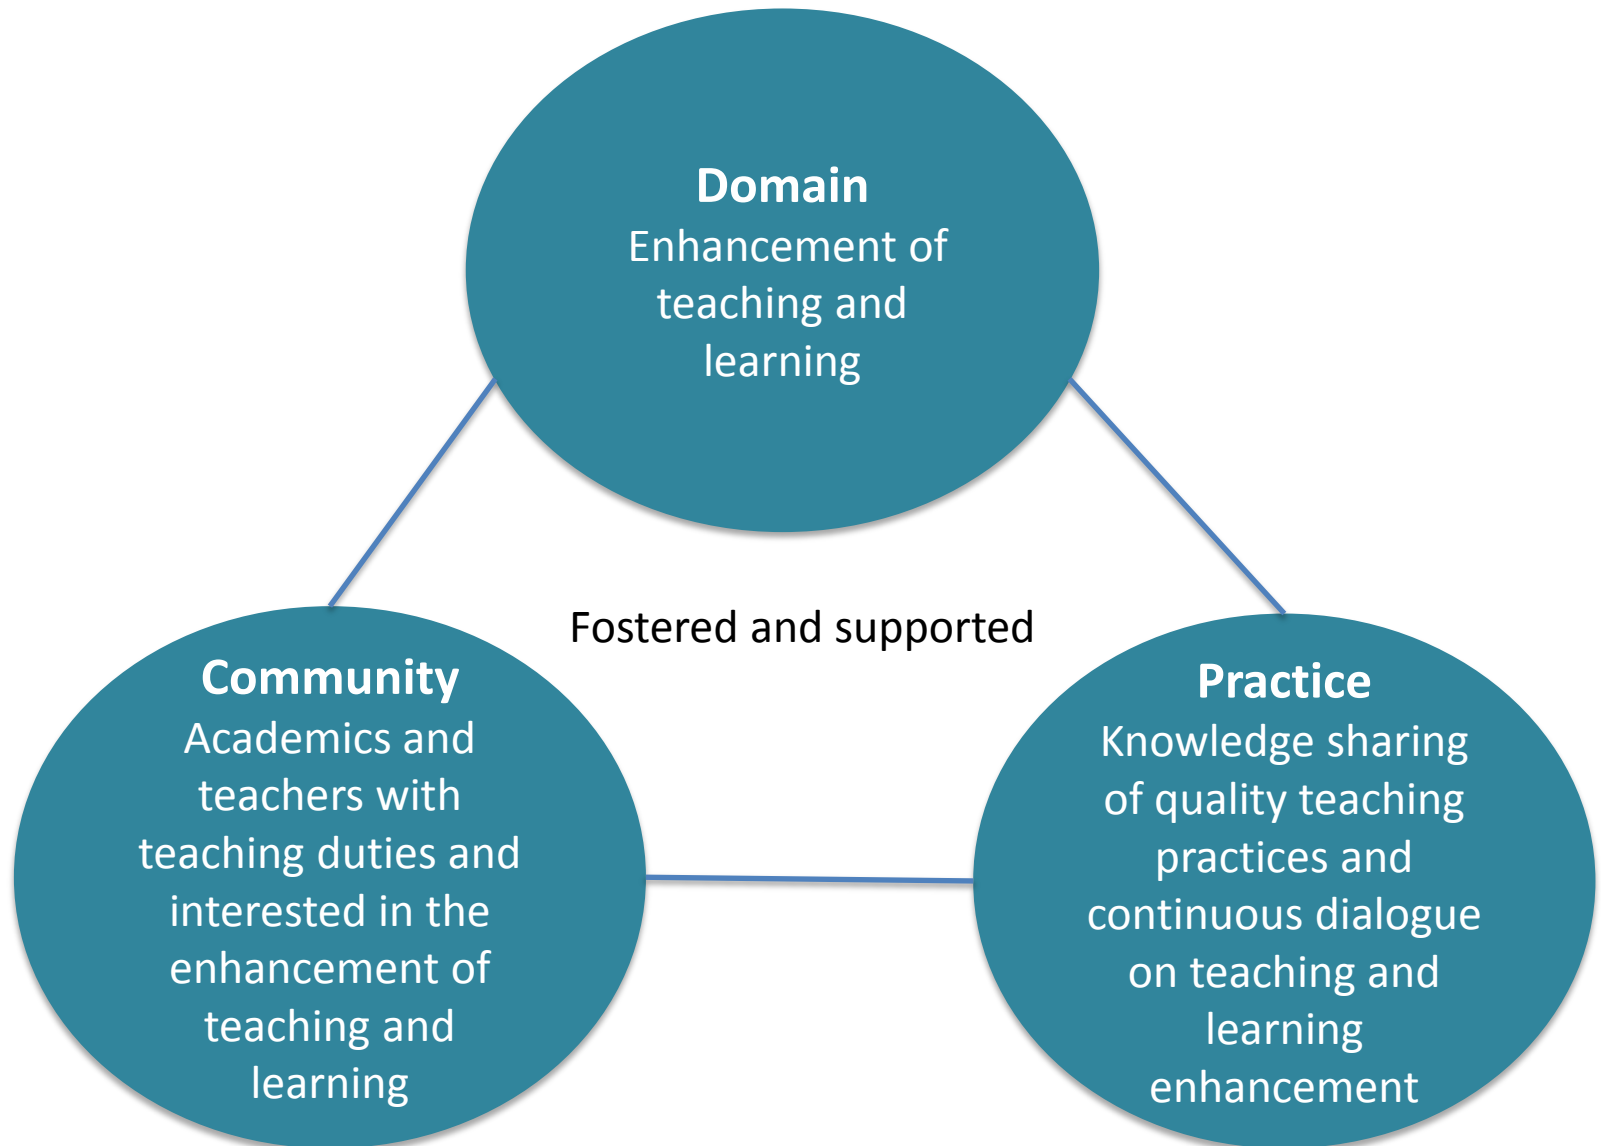 Domain
Enhancement of
teaching and
learning
Fostered and supported
Community
Academics and
teachers with
teaching duties and
interested in the
enhancement of
teaching and
learning
Practice
Knowledge sharing
of quality teaching
practices and
continuous dialogue
on teaching and
learning
enhancement